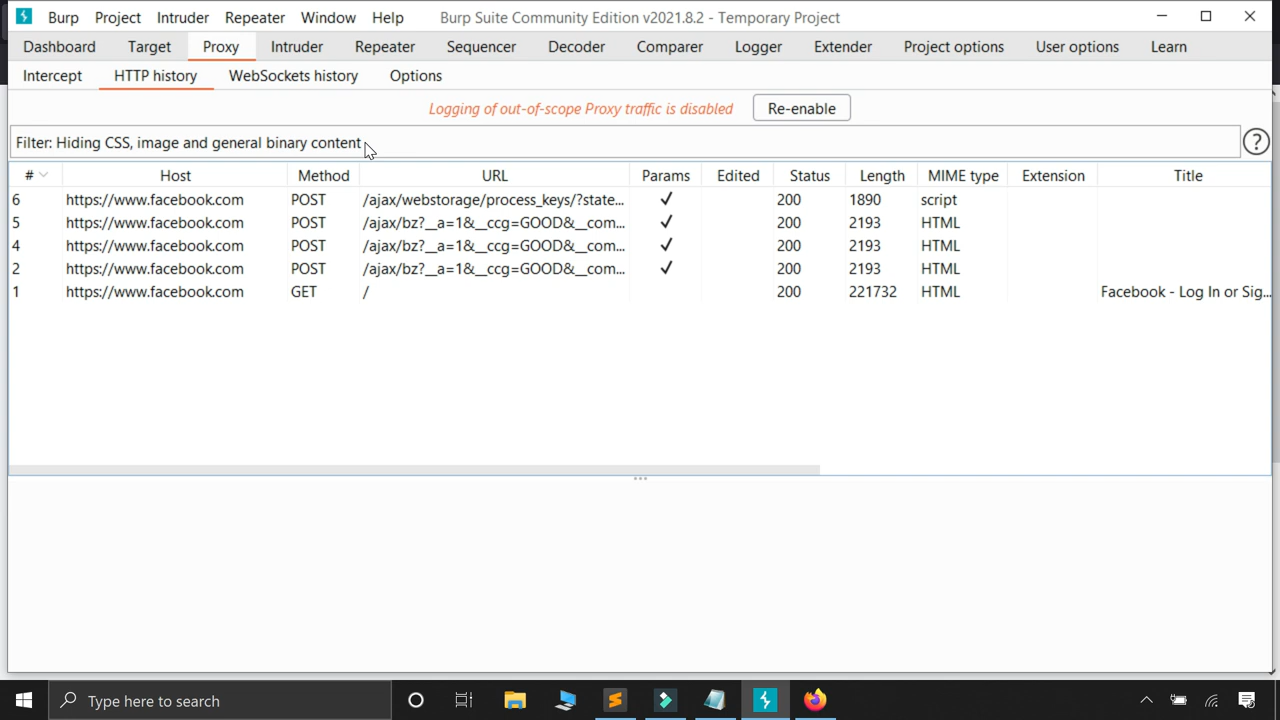 Burp Project Intruder Repeater Window Help Burp Suite Community Edition v2021.8.2 - Temporary Project
Dashboard Target Proxy Intruder Repeater Sequencer Decoder Comparer Logger Extender Project options User options Learn
Intercept HTTP history WebSockets history Options
Logging of out-of-scope Proxy traffic is disabled Re-enable
Filter: Hiding CSS, image and general binary content ?
# Host Method URL Params Edited Status Length MIME type Extension Title
6 https://www.facebook.com POST /ajax/webstorage/process_keys/?state... ✓ 200 1890 script
5 https://www.facebook.com POST /ajax/bz?__a=1&__ccg=GOOD&__com... ✓ 200 2193 HTML
4 https://www.facebook.com POST /ajax/bz?__a=1&__ccg=GOOD&__com... ✓ 200 2193 HTML
2 https://www.facebook.com POST /ajax/bz?__a=1&__ccg=GOOD&__com... ✓ 200 2193 HTML
1 https://www.facebook.com GET / 200 221732 HTML Facebook - Log In or Sig...
Type here to search